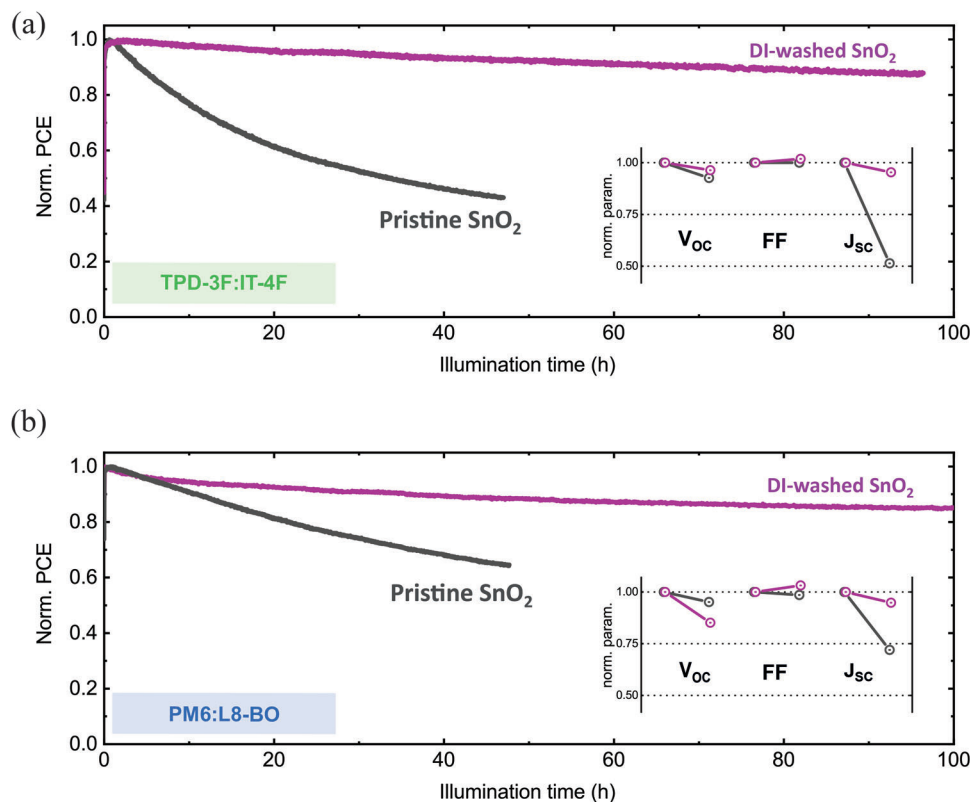 (a)
1.0
0.8
0.6
0.4
0.2
0.0
Norm. PCE
DI-washed SnO₂
Pristine SnO₂
TPD-3F:IT-4F
1.00
0.75
0.50
norm. param.
V_OC FF J_SC
0 20 40 60 80 100
Illumination time (h)
(b)
1.0
0.8
0.6
0.4
0.2
0.0
Norm. PCE
DI-washed SnO₂
Pristine SnO₂
PM6:L8-BO
1.00
0.75
0.50
norm. param.
V_OC FF J_SC
0 20 40 60 80 100
Illumination time (h)